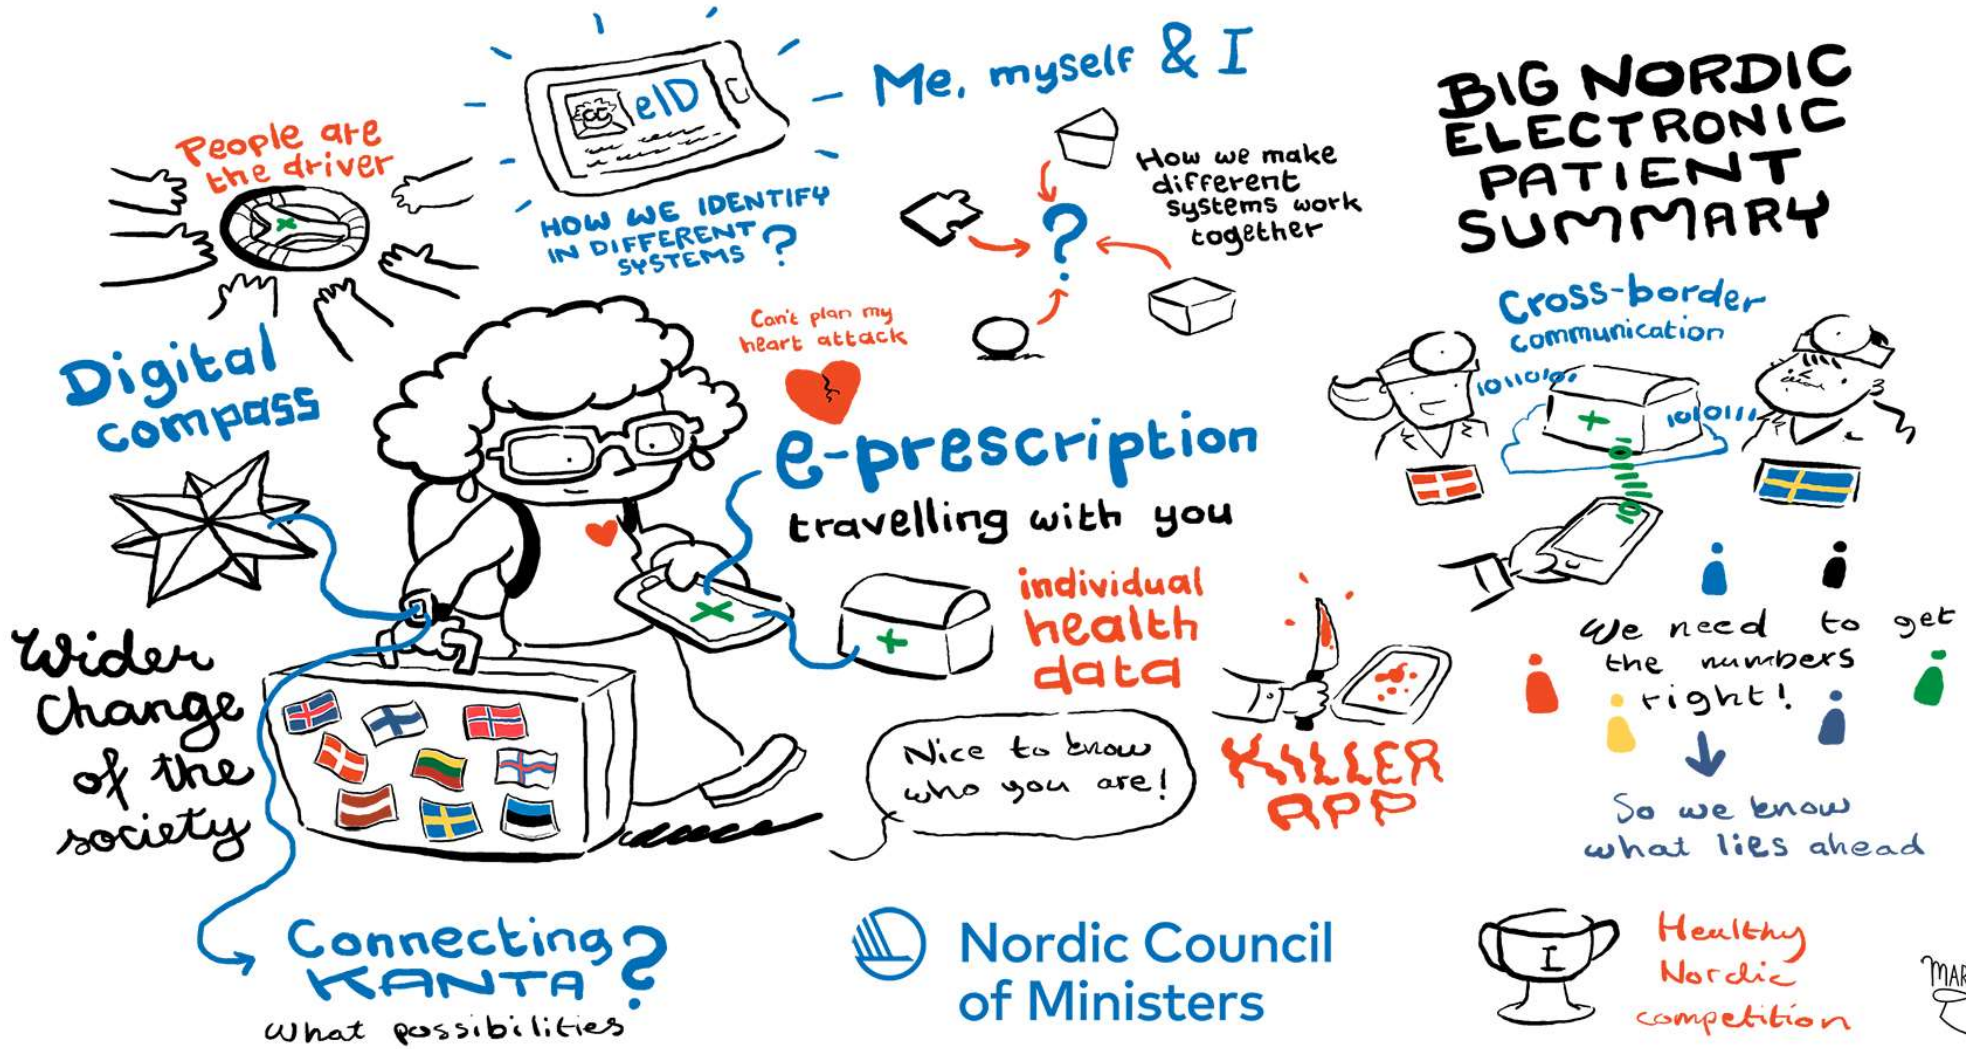 People are
the driver
eID
HOW WE IDENTIFY
IN DIFFERENT
SYSTEMS?
Me, myself & I
How we make
different
systems work
together
?
BIG NORDIC
ELECTRONIC
PATIENT
SUMMARY
Cross-border
communication
Digital
compass
Can't plan my
heart attack
e-prescription
travelling with you
individual
health
data
Wider
Change
of the
society
Nice to know
who you are!
KILLER
APP
We need to get
the numbers
right!
So we know
what lies ahead
Connecting
KANTA?
What possibilities
Nordic Council
of Ministers
I
Healthy
Nordic
competition